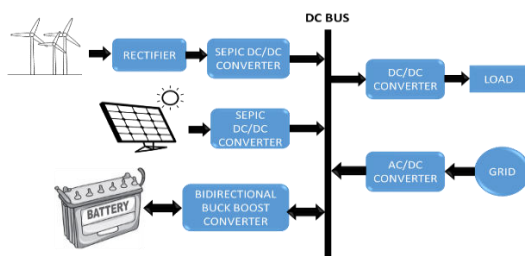 DC BUS
RECTIFIER
SEPIC DC/DC
CONVERTER
DC/DC
CONVERTER
LOAD
SEPIC
DC/DC
CONVERTER
AC/DC
CONVERTER
GRID
BATTERY
BIDIRECTIONAL
BUCK BOOST
CONVERTER